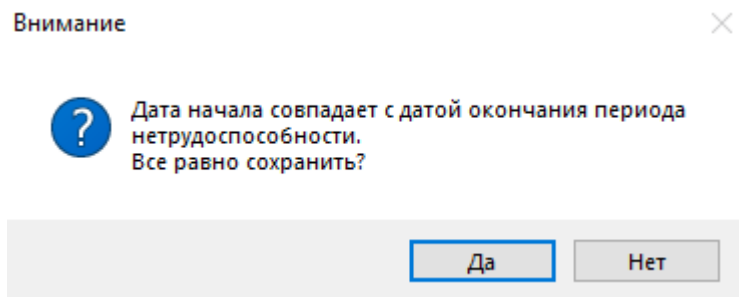 Внимание
Дата начала совпадает с датой окончания периода
нетрудоспособности.
Все равно сохранить?
Да
Нет